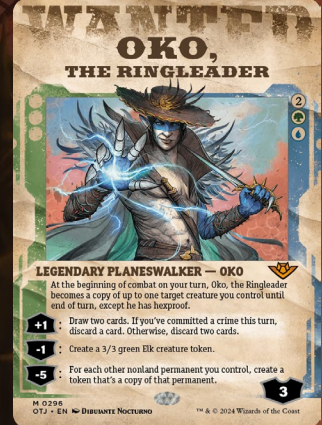 WANTED
OKO,
THE RINGLEADER
2
LEGENDARY PLANESWALKER — OKO
At the beginning of combat on your turn, Oko, the Ringleader
becomes a copy of up to one target creature you control until
end of turn, except he has hexproof.
+1 : Draw two cards. If you've committed a crime this turn,
discard a card. Otherwise, discard two cards.
-1 : Create a 3/3 green Elk creature token.
-5 : For each other nonland permanent you control, create a
token that's a copy of that permanent.
3
M 0296
OTJ • EN DIBUJANTE NOCTURNO
™ & © 2024 Wizards of the Coast